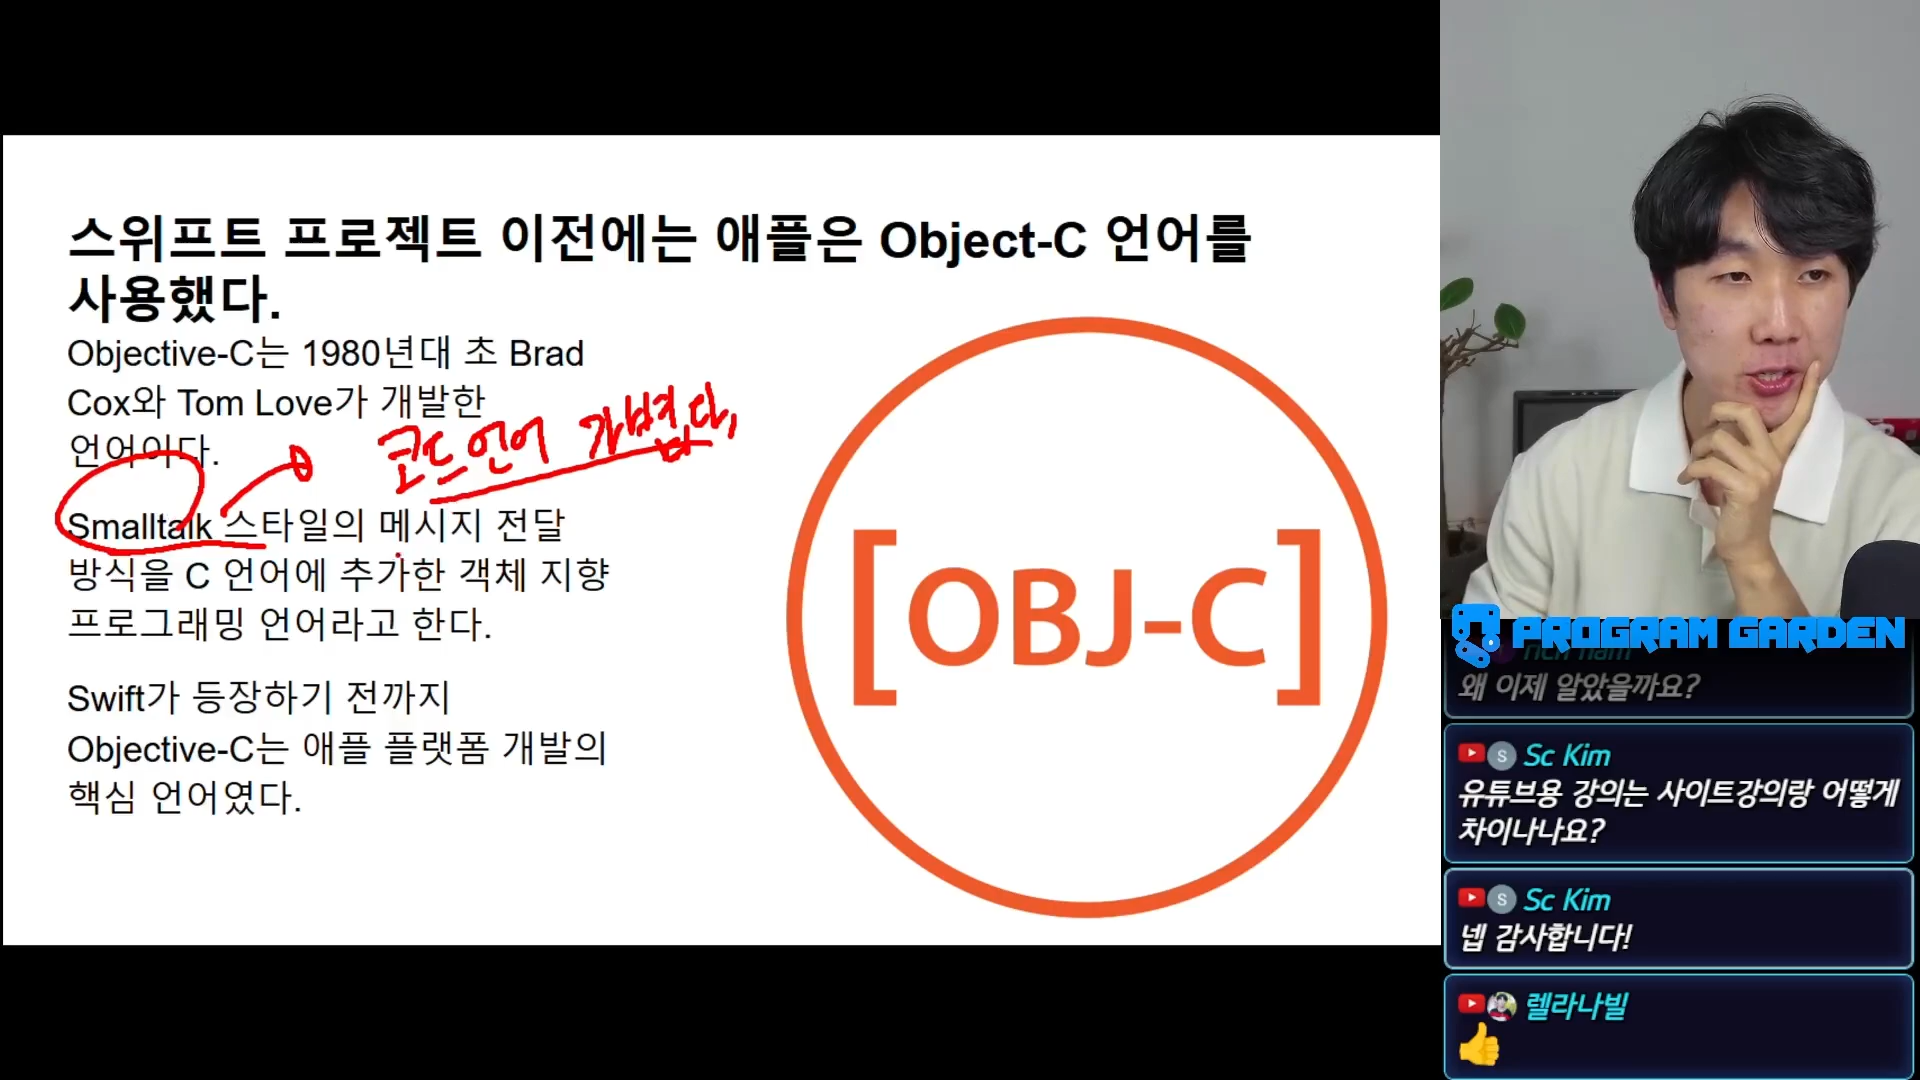 스위프트 프로젝트 이전에는 애플은 Object-C 언어를
사용했다.
Objective-C는 1980년대 초 Brad
Cox와 Tom Love가 개발한
언어이다.
코드 언어 가볍다,
Smalltalk 스타일의 메시지 전달
방식을 C 언어에 추가한 객체 지향
프로그래밍 언어라고 한다.
Swift가 등장하기 전까지
Objective-C는 애플 플랫폼 개발의
핵심 언어였다.
[OBJ-C]
PROGRAM GARDEN
rich nam
왜 이제 알았을까요?
S Sc Kim
유튜브용 강의는 사이트강의랑 어떻게
차이나나요?
S Sc Kim
넵 감사합니다!
렐라나빌